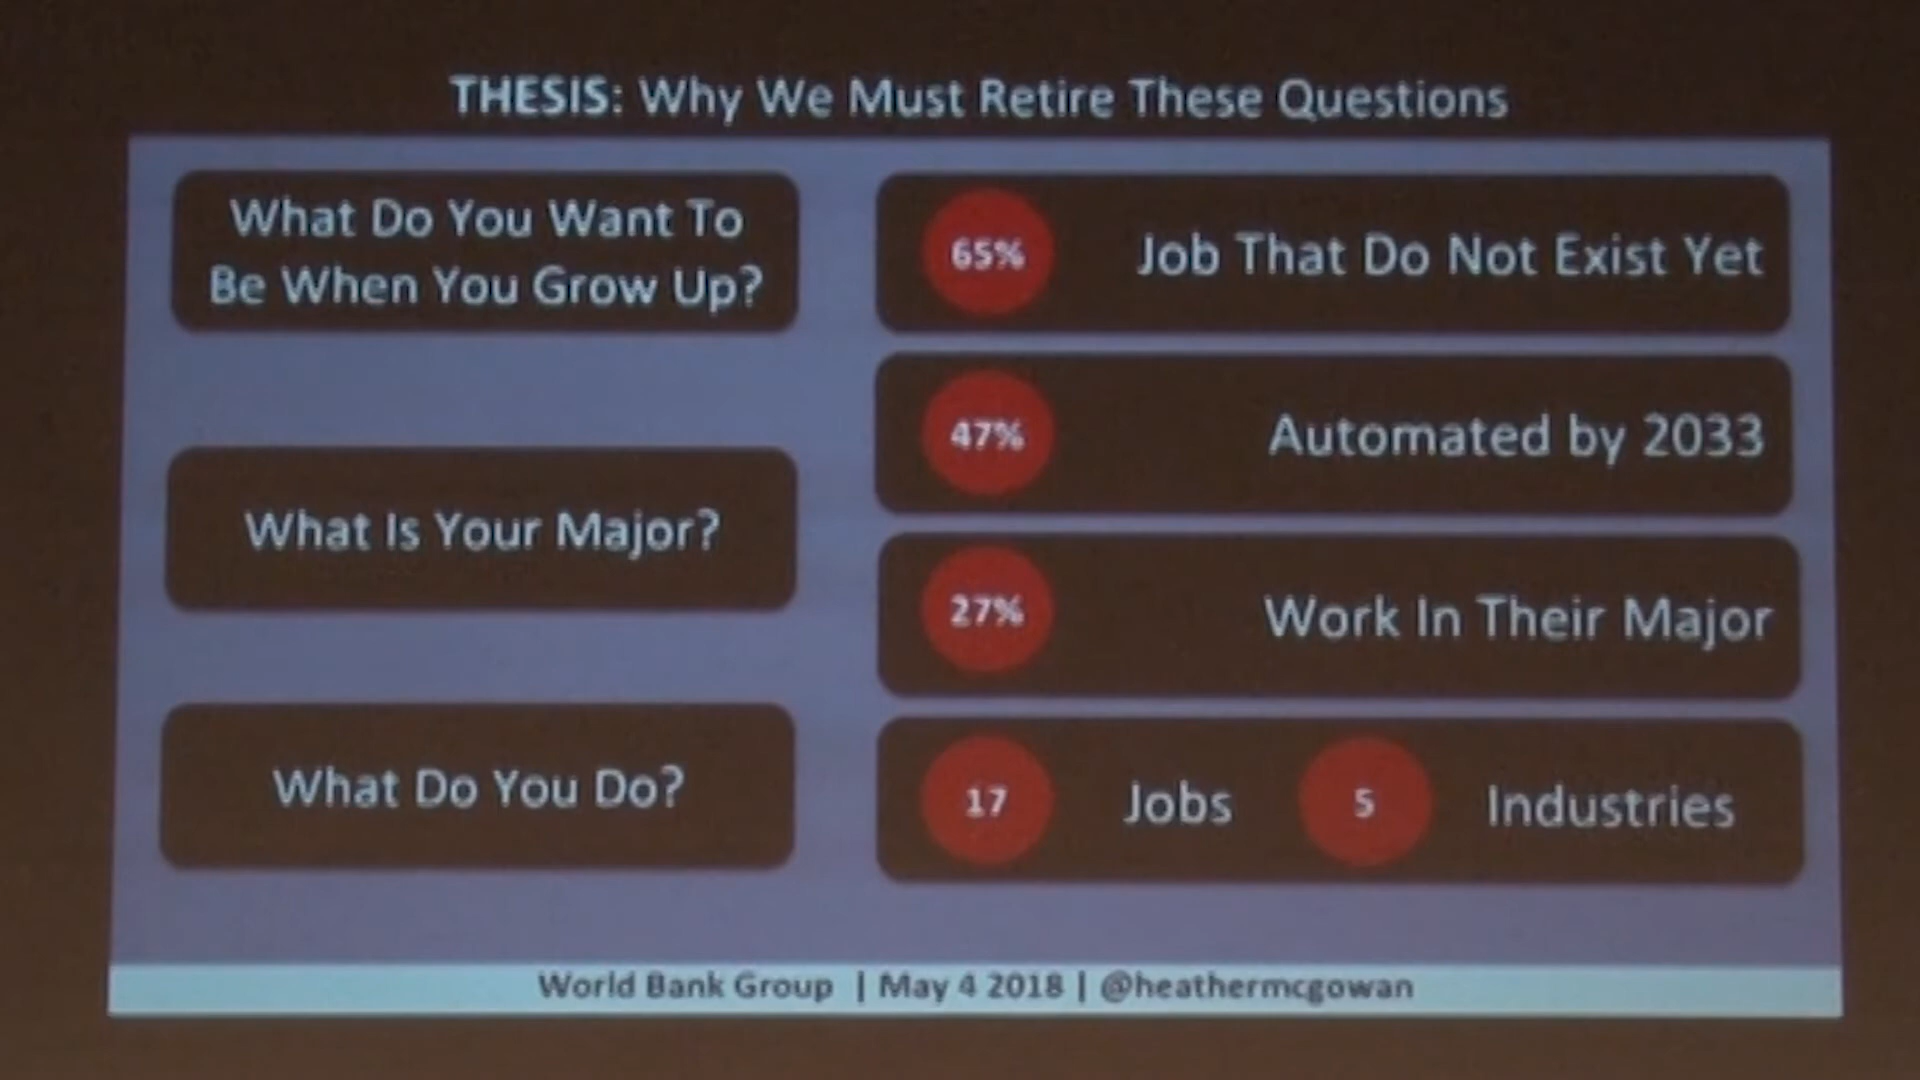 THESIS: Why We Must Retire These Questions
What Do You Want To
Be When You Grow Up?
65% Job That Do Not Exist Yet
47% Automated by 2033
What Is Your Major?
27% Work In Their Major
What Do You Do?
17 Jobs 5 Industries
World Bank Group | May 4 2018 | @heathermcgowan